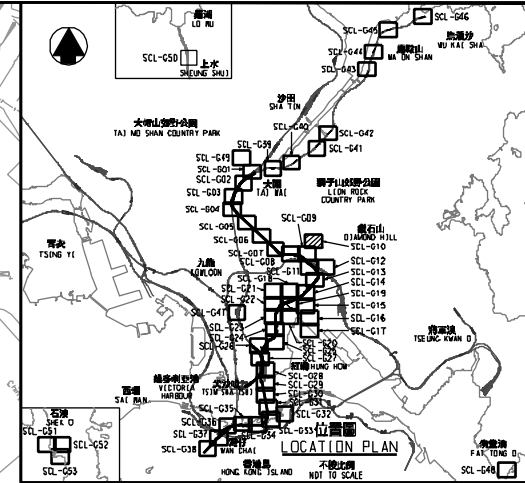 羅湖
LO WU
SCL-G50
上水
SHEUNG SHUI
SCL-G46
SCL-G45
烏溪沙
WU KAI SHA
SCL-G44
馬鞍山
MA ON SHAN
SCL-G43
沙田
SHA TIN
大帽山郊野公園
TAI MO SHAN COUNTRY PARK
SCL-G40
SCL-G39
SCL-G42
SCL-G41
SCL-G49
SCL-G01
SCL-G02
大圍
TAI WAI
獅子山郊野公園
LION ROCK
COUNTRY PARK
SCL-G03
SCL-G04
SCL-G05
SCL-G06
SCL-G07
SCL-G08
SCL-G09
鑽石山
SCL-G10
DIAMOND HILL
青衣
TSING YI
九龍
KOWLOON
SCL-G11
SCL-G12
SCL-G13
SCL-G14
SCL-G18
SCL-G19
SCL-G21
SCL-G22
SCL-G15
SCL-G16
SCL-G17
SCL-G47
SCL-G23
SCL-G24
SCL-G20
SCL-G26
SCL-G27
將軍澳
TSEUNG KWAN O
紅磡
HUNG HOM
SCL-G28
SCL-G29
SCL-G30
SCL-G31
西環
SAI WAN
維多利亞港
VICTORIA
HARBOUR
尖沙咀
SCL-G35
SCL-G36
SCL-G37
SCL-G38
SCL-G32
SCL-G33
SCL-G34
灣仔
WAN CHAI
香港島
HONG KONG ISLAND
石澳
SHEK O
SCL-G51
SCL-G52
SCL-G53
位置圖
LOCATION PLAN
不按比例
NOT TO SCALE
FAT TONG O
SCL-G48